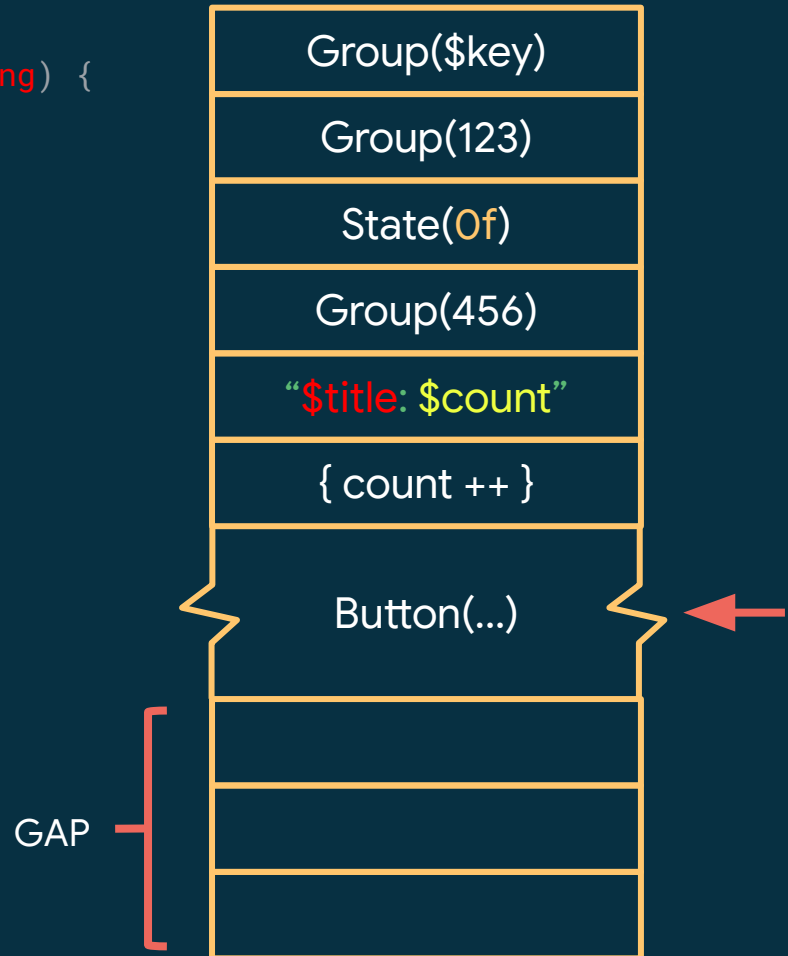 Group($key)
ng) {
Group(123)
State(0f)
Group(456)
“$title: $count”
{ count ++ }
Button(...)
GAP